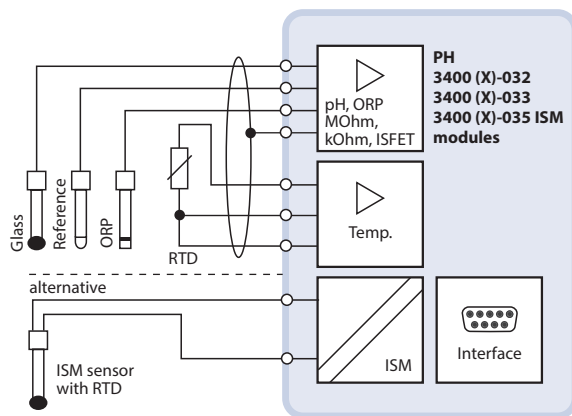 PH
3400 (X)-032
3400 (X)-033
3400 (X)-035 ISM
modules
pH, ORP
MOhm,
kOhm, ISFET
Glass
Reference
ORP
RTD
Temp.
alternative
ISM sensor
with RTD
ISM
Interface